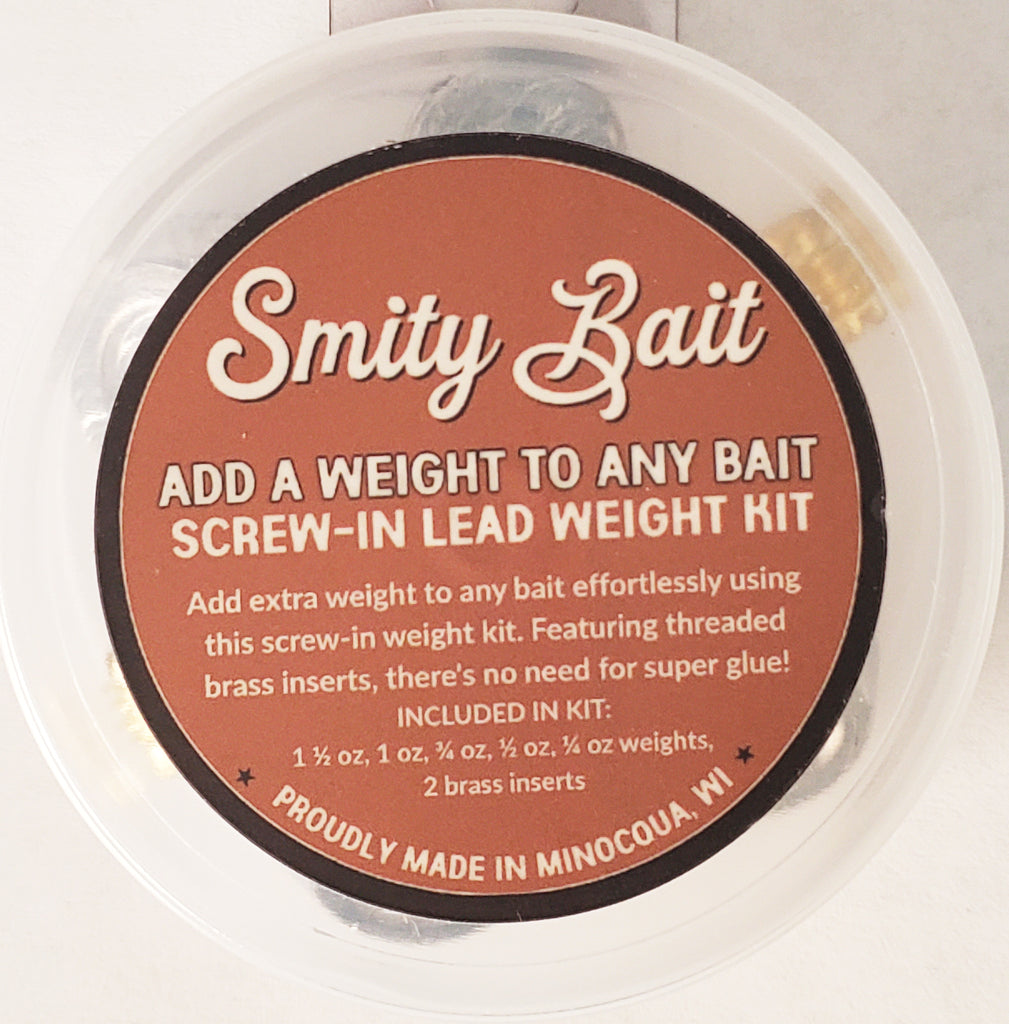 Smity Bait
ADD A WEIGHT TO ANY BAIT
SCREW-IN LEAD WEIGHT KIT
Add extra weight to any bait effortlessly using
this screw-in weight kit. Featuring threaded
brass inserts, there's no need for super glue!
INCLUDED IN KIT:
1 ½ oz, 1 oz, ¾ oz, ½ oz, ¼ oz weights,
2 brass inserts
★ PROUDLY MADE IN MINOCQUA, WI ★